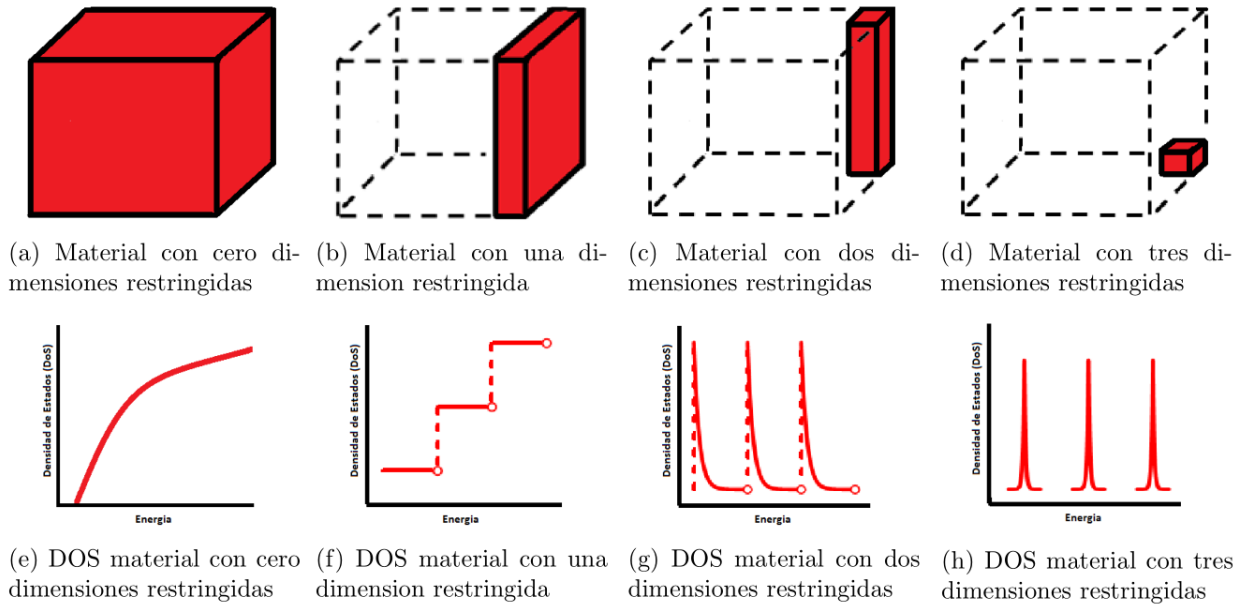 (a) Material con cero di-
mensiones restringidas
(b) Material con una di-
mension restringida
(c) Material con dos di-
mensiones restringidas
(d) Material con tres di-
mensiones restringidas
Densidad de Estados (DoS)
Energia
Densidad de Estados (DoS)
Energia
Densidad de Estados (DoS)
Energia
Densidad de Estados (DoS)
Energia
(e) DOS material con cero
dimensiones restringidas
(f) DOS material con una
dimension restringida
(g) DOS material con dos
dimensiones restringidas
(h) DOS material con tres
dimensiones restringidas